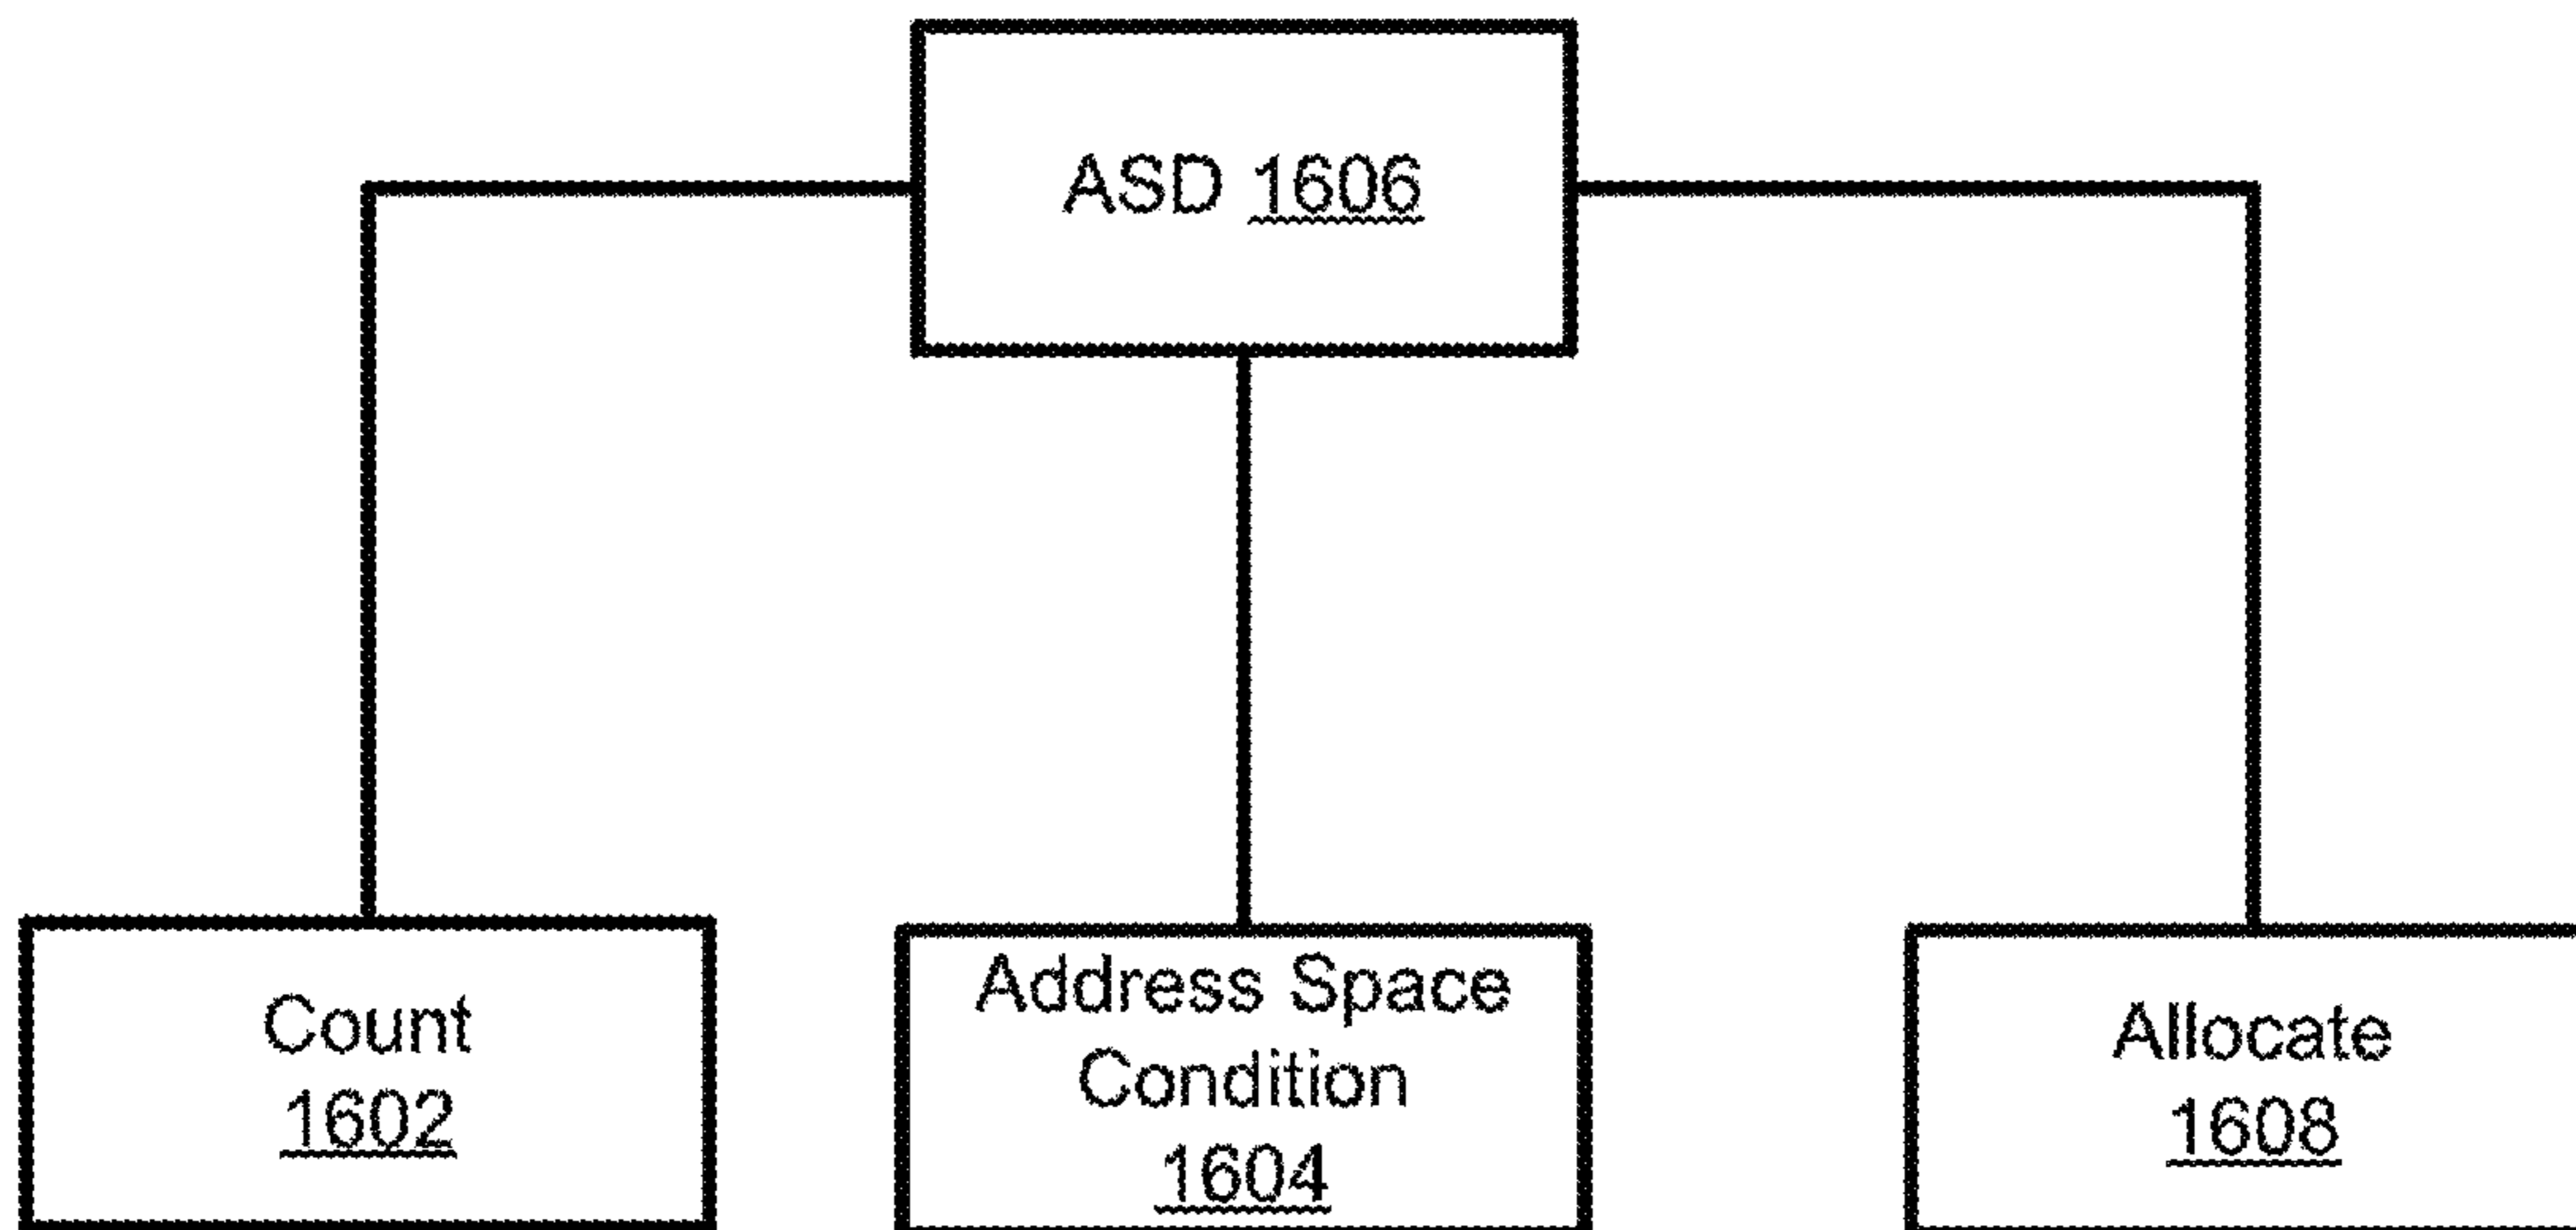 ASD 1606
Count
1602
Address Space
Condition
1604
Allocate
1608